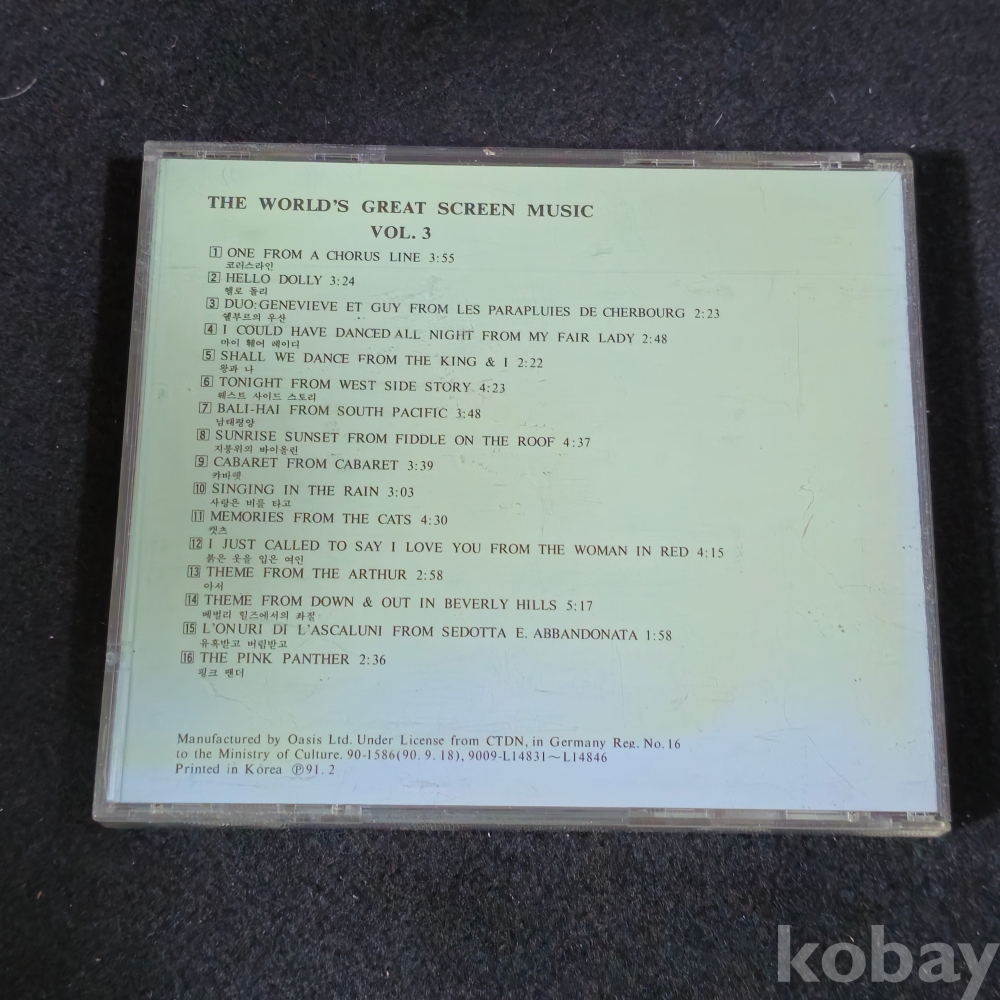 THE WORLD'S GREAT SCREEN MUSIC
VOL. 3
1 ONE FROM A CHORUS LINE 3:55
코러스라인
2 HELLO DOLLY 3:24
헬로 돌리
3 DUO:GENEVIEVE ET GUY FROM LES PARAPLUIES DE CHERBOURG 2:23
쉘부르의 우산
4 I COULD HAVE DANCED ALL NIGHT FROM MY FAIR LADY 2:48
마이 훼어 레이디
5 SHALL WE DANCE FROM THE KING & I 2:22
왕과 나
6 TONIGHT FROM WEST SIDE STORY 4:23
웨스트 사이드 스토리
7 BALI-HAI FROM SOUTH PACIFIC 3:48
남태평양
8 SUNRISE SUNSET FROM FIDDLE ON THE ROOF 4:37
지붕위의 바이올린
9 CABARET FROM CABARET 3:39
카바렛
10 SINGING IN THE RAIN 3:03
사랑은 비를 타고
11 MEMORIES FROM THE CATS 4:30
캣츠
12 I JUST CALLED TO SAY I LOVE YOU FROM THE WOMAN IN RED 4:15
붉은 옷을 입은 여인
13 THEME FROM THE ARTHUR 2:58
아서
14 THEME FROM DOWN & OUT IN BEVERLY HILLS 5:17
베벌리 힐즈에서의 좌절
15 L'ONURI DI L'ASCALUNI FROM SEDOTTA E. ABBANDONATA 1:58
유혹받고 버림받고
16 THE PINK PANTHER 2:36
핑크 팬더
Manufactured by Oasis Ltd. Under License from CTDN, in Germany Reg. No. 16
to the Ministry of Culture. 90-1586(90. 9. 18), 9009-L14831~L14846
Printed in Korea ℗91. 2
kobay